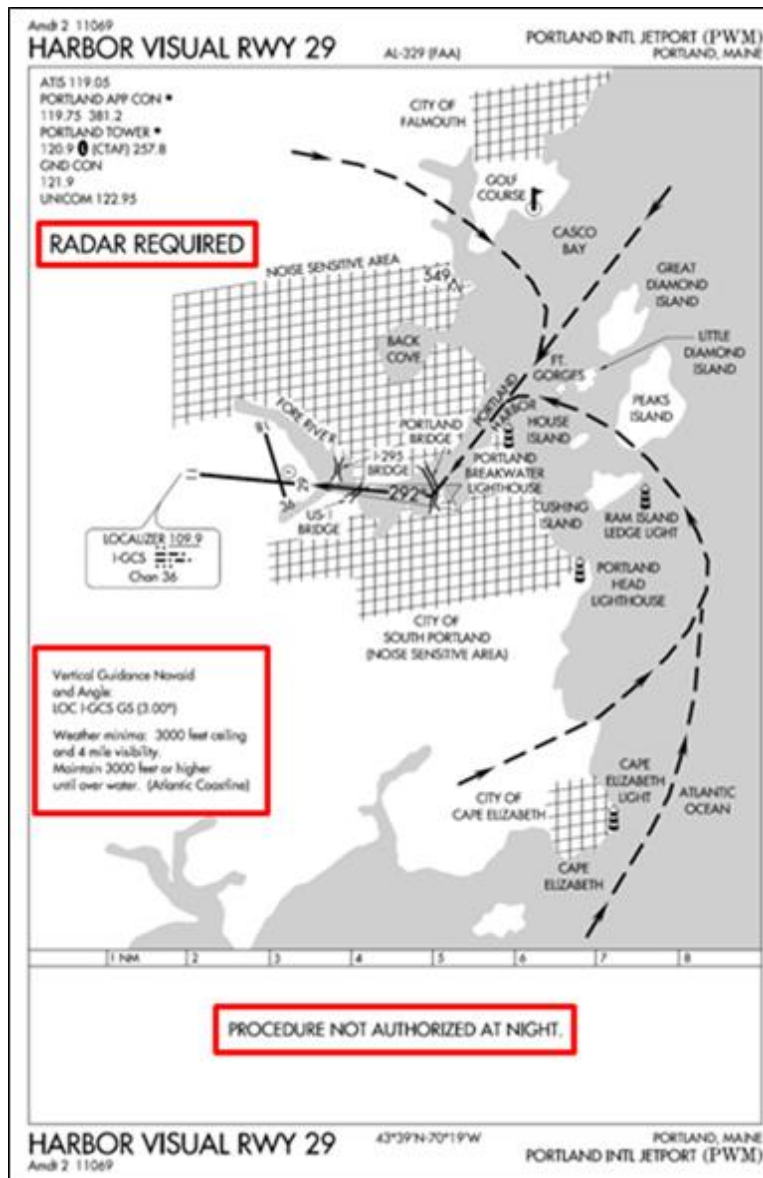 Amdt 2 11069
HARBOR VISUAL RWY 29
AL-329 (FAA)
PORTLAND INTL JETPORT (PWM)
PORTLAND, MAINE
ATIS 119.05
PORTLAND APP CON *
119.75 381.2
PORTLAND TOWER *
120.9 L (CTAF) 257.8
GND CON
121.9
UNICOM 122.95
RADAR REQUIRED
CITY OF
FALMOUTH
GOLF
COURSE
CASCO
BAY
NOISE SENSITIVE AREA
549
GREAT
DIAMOND
ISLAND
LITTLE
DIAMOND
ISLAND
BACK
COVE
FT.
GORGES
PEAKS
ISLAND
PORTLAND
HARBOR
HOUSE
ISLAND
FORE RIVER
PORTLAND
BRIDGE
I-295
BRIDGE
PORTLAND
BREAKWATER
LIGHTHOUSE
18
11
29
36
292°
US-1
BRIDGE
CUSHING
ISLAND
RAM ISLAND
LEDGE LIGHT
LOCALIZER 109.9
I-GCS
Chan 36
PORTLAND
HEAD
LIGHTHOUSE
CITY OF
SOUTH PORTLAND
(NOISE SENSITIVE AREA)
Vertical Guidance Navaid
and Angle:
LOC I-GCS GS (3.00°)
Weather minima: 3000 feet ceiling
and 4 mile visibility.
Maintain 3000 feet or higher
until over water. (Atlantic Coastline)
CITY OF
CAPE ELIZABETH
CAPE
ELIZABETH
LIGHT
ATLANTIC
OCEAN
CAPE
ELIZABETH
1 NM 2 3 4 5 6 7 8
PROCEDURE NOT AUTHORIZED AT NIGHT.
HARBOR VISUAL RWY 29
Amdt 2 11069
43°39'N-70°19'W
PORTLAND, MAINE
PORTLAND INTL JETPORT (PWM)